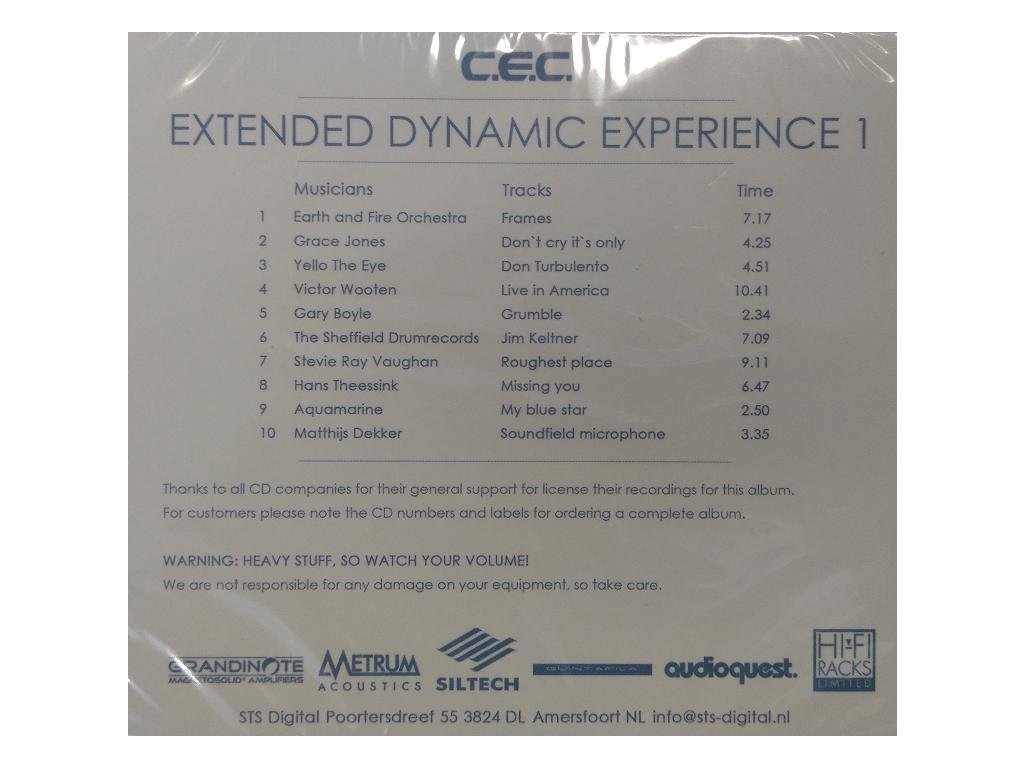 C.E.C.
EXTENDED DYNAMIC EXPERIENCE 1
Musicians Tracks Time
1 Earth and Fire Orchestra Frames 7.17
2 Grace Jones Don`t cry it`s only 4.25
3 Yello The Eye Don Turbulento 4.51
4 Victor Wooten Live in America 10.41
5 Gary Boyle Grumble 2.34
6 The Sheffield Drumrecords Jim Keltner 7.09
7 Stevie Ray Vaughan Roughest place 9.11
8 Hans Theessink Missing you 6.47
9 Aquamarine My blue star 2.50
10 Matthijs Dekker Soundfield microphone 3.35
Thanks to all CD companies for their general support for license their recordings for this album.
For customers please note the CD numbers and labels for ordering a complete album.
WARNING: HEAVY STUFF, SO WATCH YOUR VOLUME!
We are not responsible for any damage on your equipment, so take care.
GRANDINOTE METRUM SILTECH audioquest. HI-FI
AMPLIFIERS ACOUSTICS RACKS
LIMITED
STS Digital Poortersdreef 55 3824 DL Amersfoort NL info@sts-digital.nl